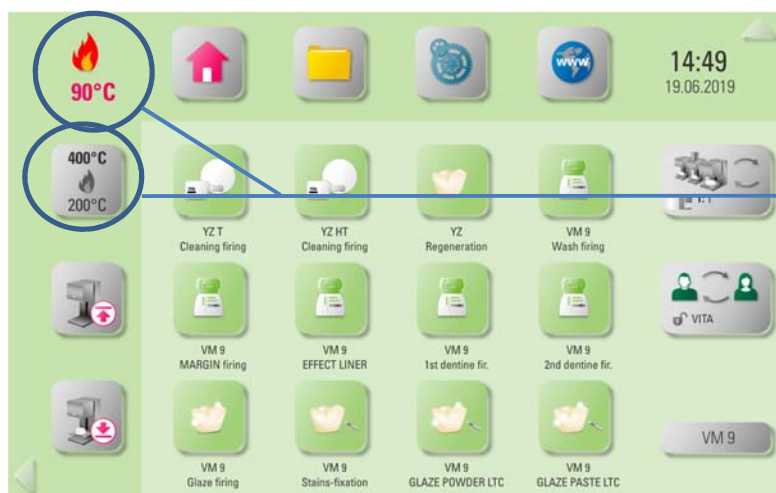 90°C
www
14:49
19.06.2019
400°C
200°C
YZ T
Cleaning firing
YZ HT
Cleaning firing
YZ
Regeneration
VM 9
Wash firing
VM 9
MARGIN firing
VM 9
EFFECT LINER
VM 9
1st dentine fir.
VM 9
2nd dentine fir.
VITA
VM 9
Glaze firing
VM 9
Stains-fixation
VM 9
GLAZE POWDER LTC
VM 9
GLAZE PASTE LTC
VM 9